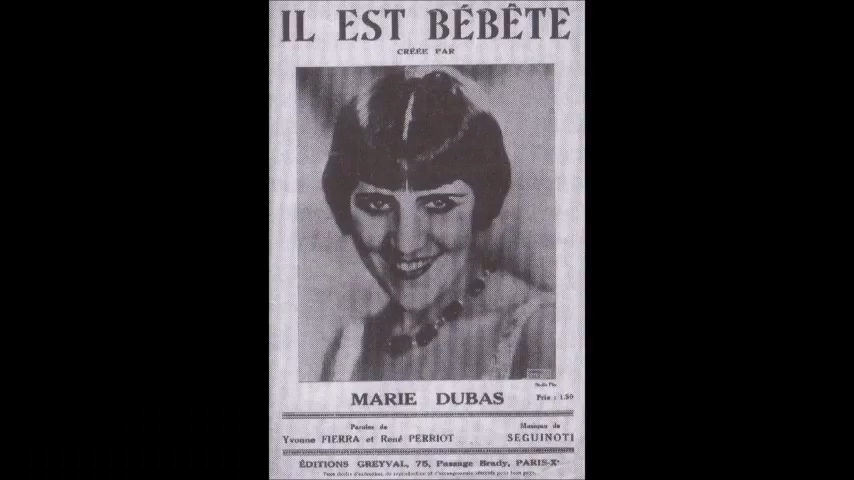 IL EST BÉBÊTE
CRÉÉE PAR
MARIE DUBAS
Prix : 1.50
Paroles de
Yvonne FIERRA et René PERRIOT
Musique de
SEGUINOTI
ÉDITIONS GREYVAL, 75, Passage Brady, PARIS-Xe